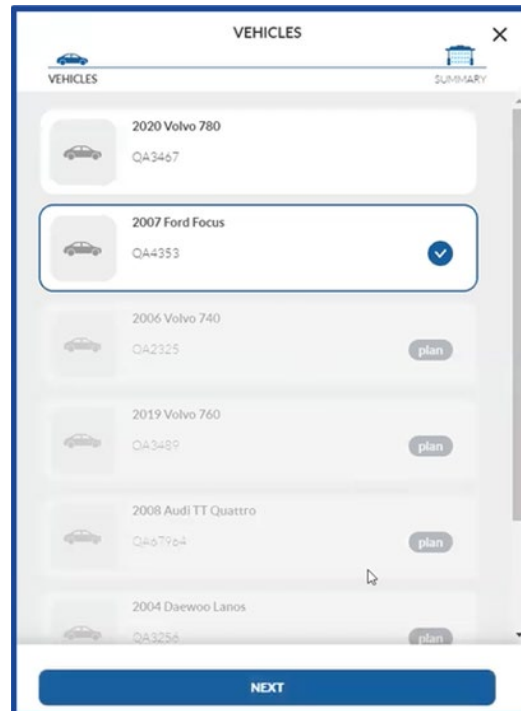 VEHICLES
VEHICLES
SUMMARY
2020 Volvo 780
QA3467
2007 Ford Focus
QA4353
2006 Volvo 740
QA2325
plan
2019 Volvo 760
QA3489
plan
2008 Audi TT Quattro
QA67964
plan
2004 Daewoo Lanos
QA3256
plan
NEXT